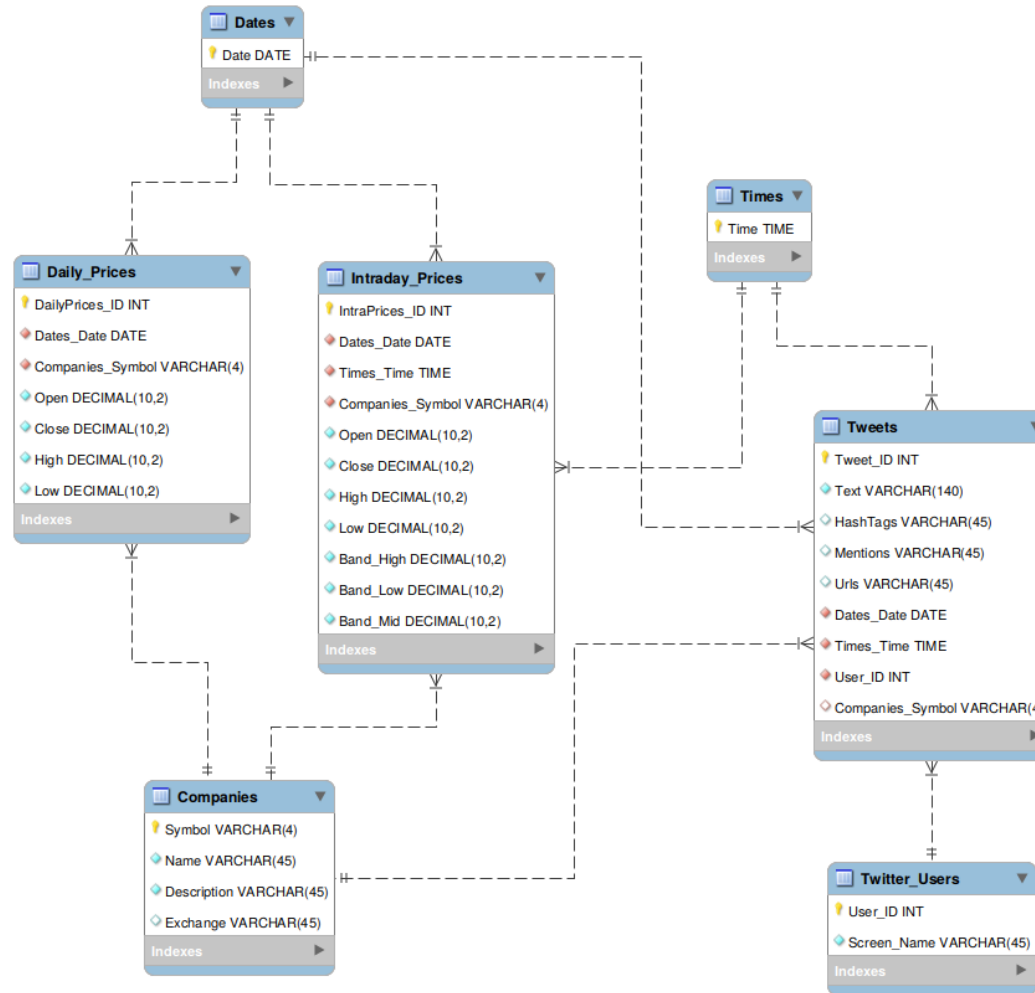 Dates
Date DATE
Indexes
Times
Time TIME
Indexes
Daily_Prices
DailyPrices_ID INT
Dates_Date DATE
Companies_Symbol VARCHAR(4)
Open DECIMAL(10,2)
Close DECIMAL(10,2)
High DECIMAL(10,2)
Low DECIMAL(10,2)
Indexes
Intraday_Prices
IntraPrices_ID INT
Dates_Date DATE
Times_Time TIME
Companies_Symbol VARCHAR(4)
Open DECIMAL(10,2)
Close DECIMAL(10,2)
High DECIMAL(10,2)
Low DECIMAL(10,2)
Band_High DECIMAL(10,2)
Band_Low DECIMAL(10,2)
Band_Mid DECIMAL(10,2)
Indexes
Tweets
Tweet_ID INT
Text VARCHAR(140)
HashTags VARCHAR(45)
Mentions VARCHAR(45)
Urls VARCHAR(45)
Dates_Date DATE
Times_Time TIME
User_ID INT
Companies_Symbol VARCHAR(
Indexes
Companies
Symbol VARCHAR(4)
Name VARCHAR(45)
Description VARCHAR(45)
Exchange VARCHAR(45)
Indexes
Twitter_Users
User_ID INT
Screen_Name VARCHAR(45)
Indexes